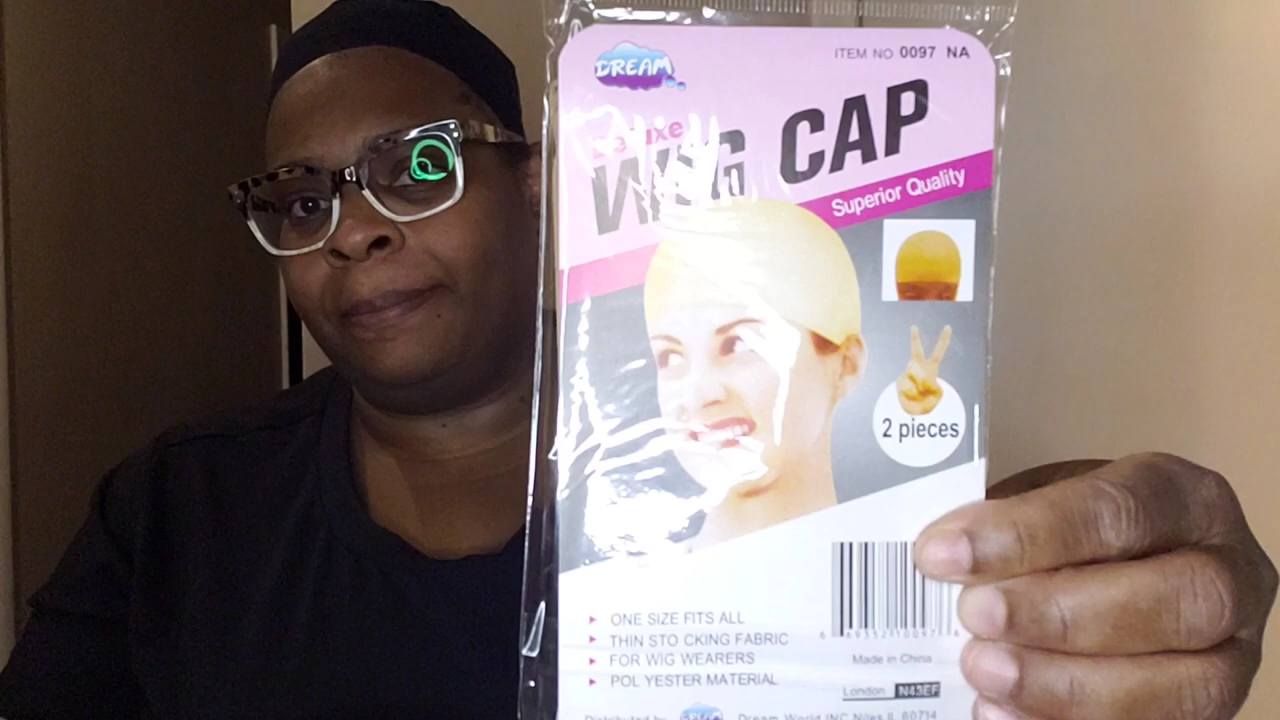 DREAM
ITEM NO 0097 NA
Deluxe
WIG CAP
Superior Quality
2 pieces
ONE SIZE FITS ALL
THIN STO CKING FABRIC
FOR WIG WEARERS
POL YESTER MATERIAL
Made in China
London N43EF
Distributed by Dream World INC Niles IL 60714